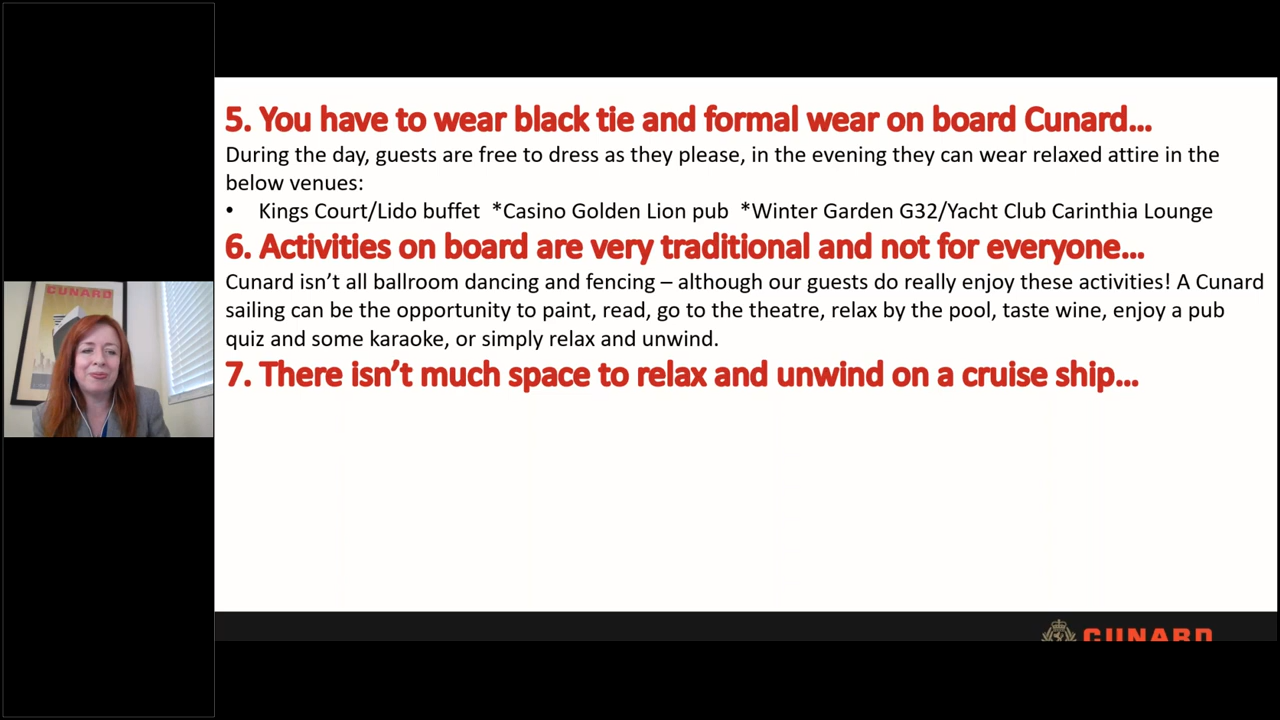 5. You have to wear black tie and formal wear on board Cunard...
During the day, guests are free to dress as they please, in the evening they can wear relaxed attire in the
below venues:
• Kings Court/Lido buffet *Casino Golden Lion pub *Winter Garden G32/Yacht Club Carinthia Lounge
6. Activities on board are very traditional and not for everyone...
Cunard isn't all ballroom dancing and fencing – although our guests do really enjoy these activities! A Cunard
sailing can be the opportunity to paint, read, go to the theatre, relax by the pool, taste wine, enjoy a pub
quiz and some karaoke, or simply relax and unwind.
7. There isn't much space to relax and unwind on a cruise ship...
CUNARD
CUNARD